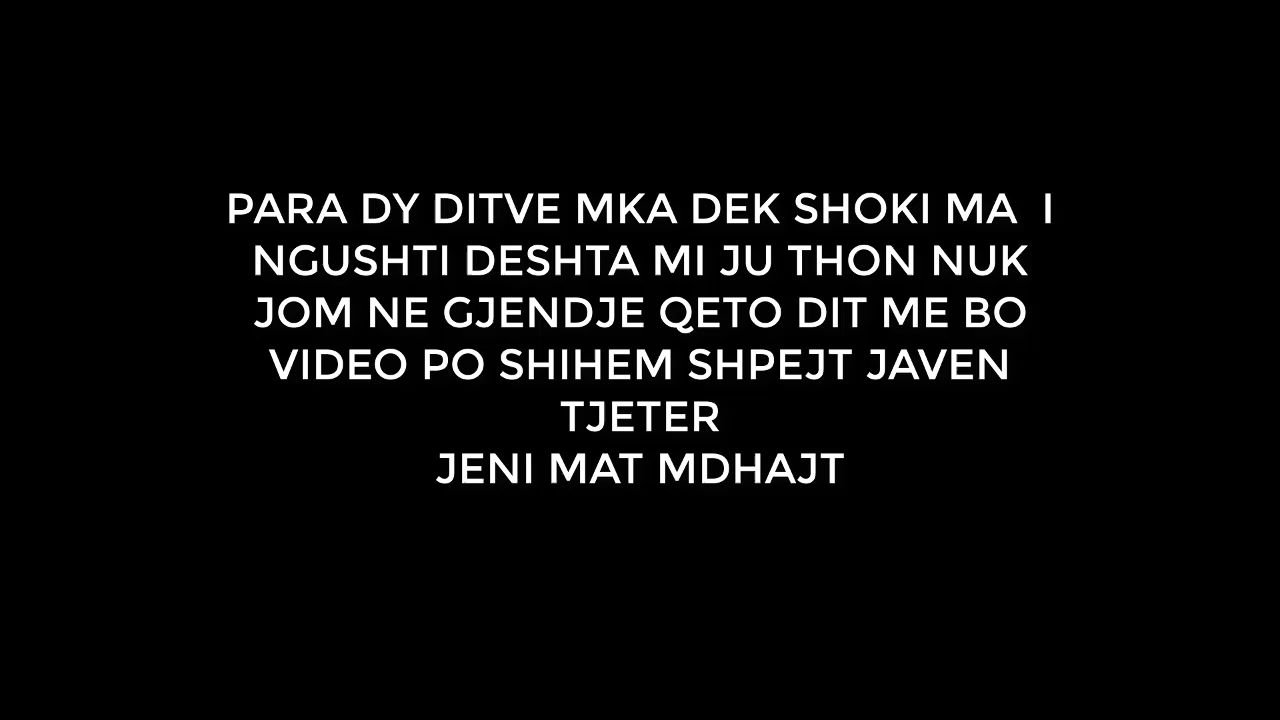 PARA DY DITVE MKA DEK SHOKI MA I
NGUSHTI DESHTA MI JU THON NUK
JOM NE GJENDJE QETO DIT ME BO
VIDEO PO SHIHEM SHPEJT JAVEN
TJETER
JENI MAT MDHAJT